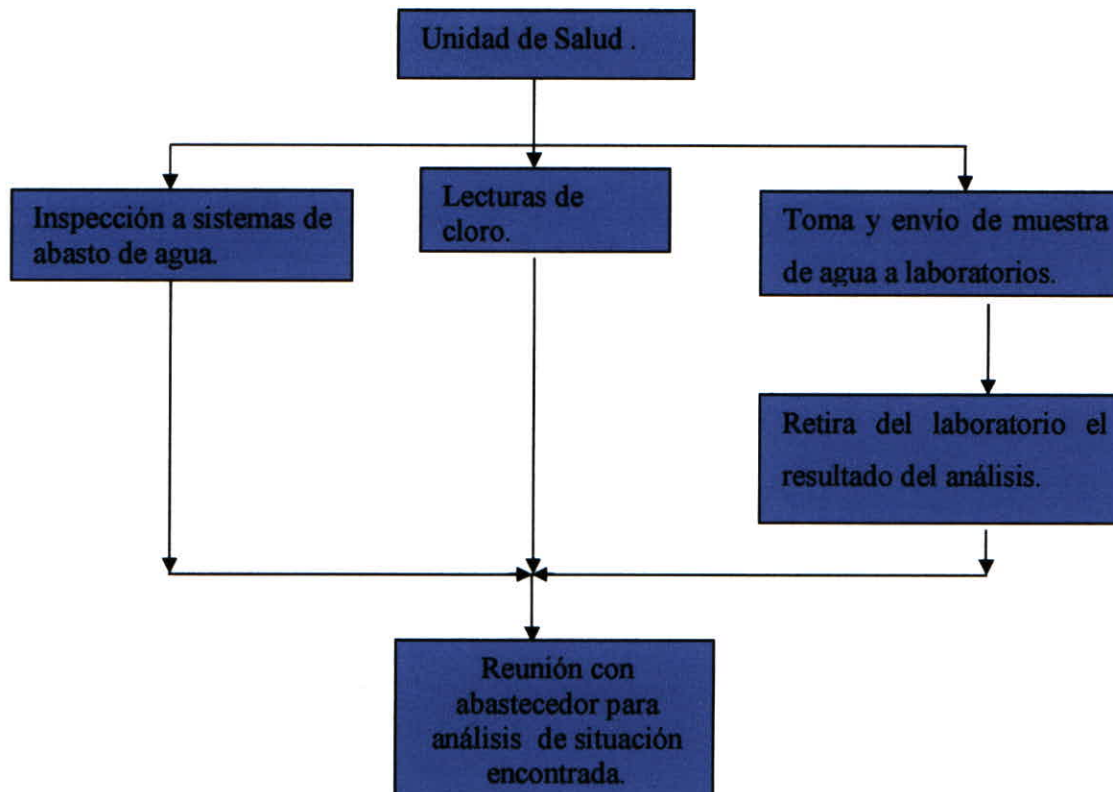 Unidad de Salud .
Inspección a sistemas de
abasto de agua.
Lecturas de
cloro.
Toma y envío de muestra
de agua a laboratorios.
Retira del laboratorio el
resultado del análisis.
Reunión con
abastecedor para
análisis de situación
encontrada.